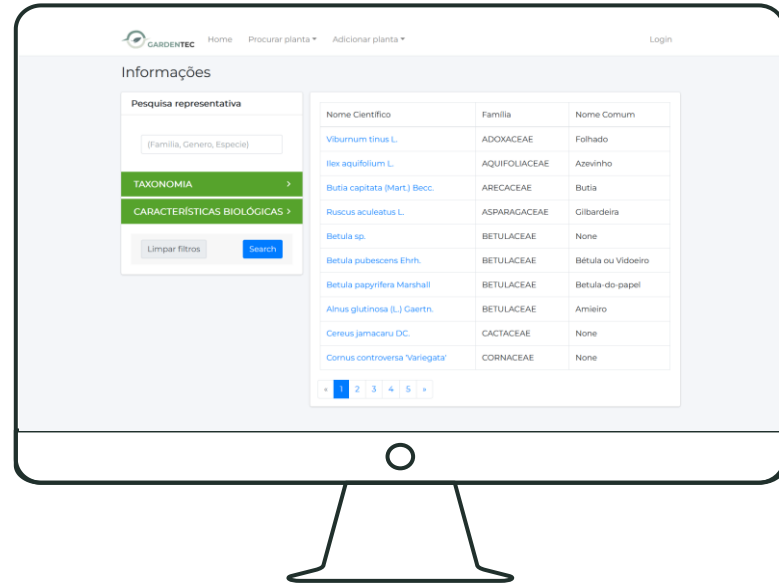 GARDENTEC Home Procurar planta Adicionar planta Login
Informações
Pesquisa representativa
(Familia, Genero, Especie)
TAXONOMIA >
CARACTERÍSTICAS BIOLÓGICAS >
Limpar filtros Search
Nome Científico Família Nome Comum
Viburnum tinus L. ADOXACEAE Folhado
Ilex aquifolium L. AQUIFOLIACEAE Azevinho
Butia capitata (Mart.) Becc. ARECACEAE Butia
Ruscus aculeatus L. ASPARAGACEAE Gilbardeira
Betula sp. BETULACEAE None
Betula pubescens Ehrh. BETULACEAE Bétula ou Vidoeiro
Betula papyrifera Marshall BETULACEAE Betula-do-papel
Alnus glutinosa (L.) Gaertn. BETULACEAE Amieiro
Cereus jamacaru DC. CACTACEAE None
Cornus controversa 'Variegata' CORNACEAE None
« 1 2 3 4 5 »